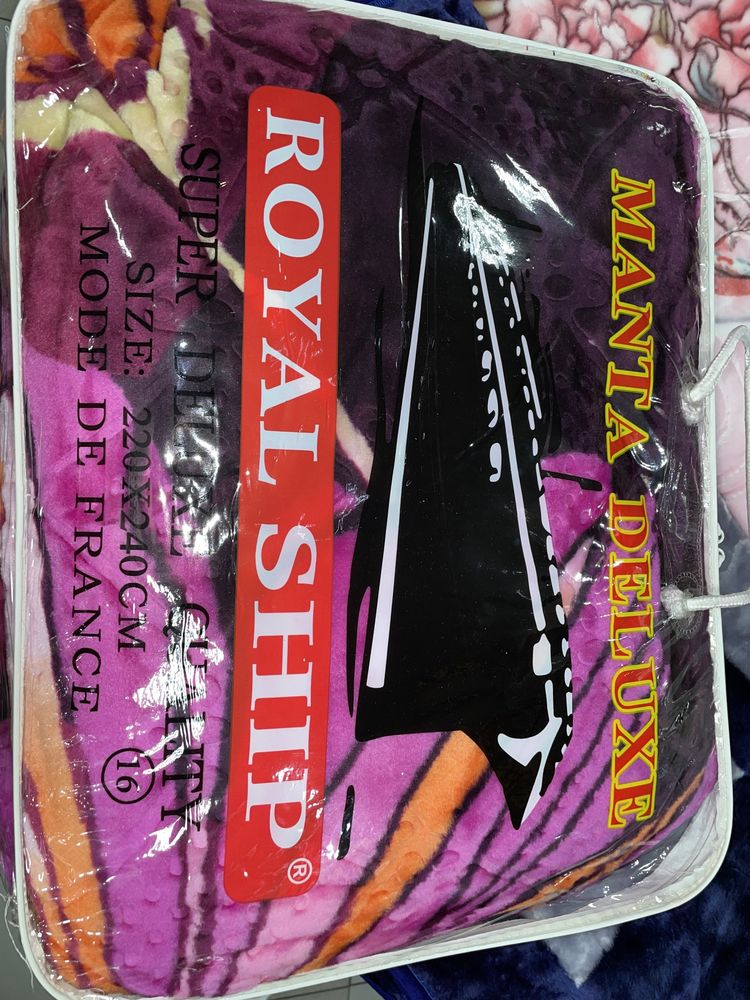 MANTA DELUXE
ROYAL SHIP®
SUPER DELUXE QUALITY
SIZE: 220X240CM
MODE DE FRANCE
16